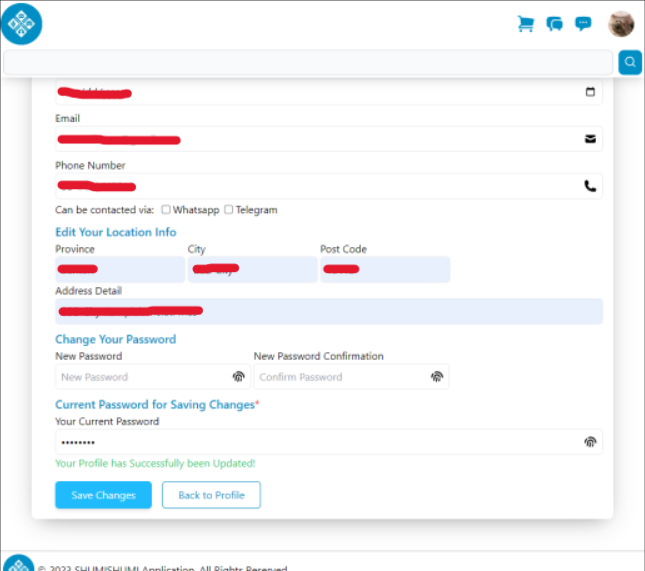 Email
Phone Number
Can be contacted via: Whatsapp Telegram
Edit Your Location Info
Province City Post Code
Address Detail
Change Your Password
New Password New Password Confirmation
New Password Confirm Password
Current Password for Saving Changes*
Your Current Password
••••••••
Your Profile has Successfully been Updated!
Save Changes Back to Profile
© 2023 SHUMISHUMI Application. All Rights Reserved